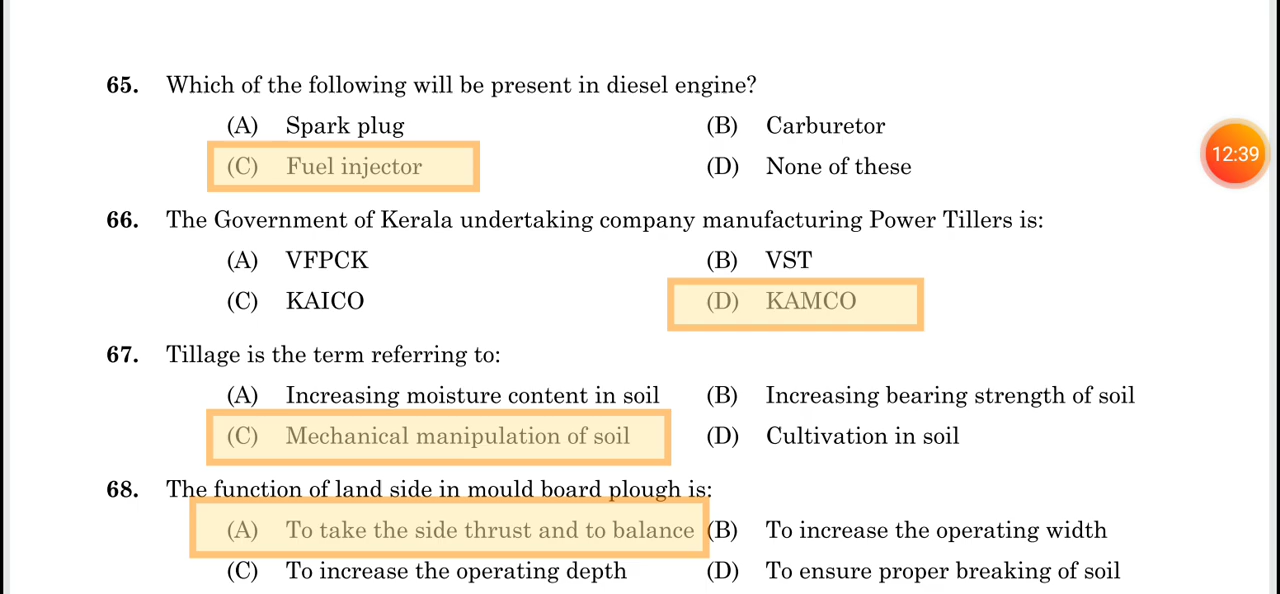 65. Which of the following will be present in diesel engine?
(A) Spark plug (B) Carburetor
(C) Fuel injector (D) None of these
12:39
66. The Government of Kerala undertaking company manufacturing Power Tillers is:
(A) VFPCK (B) VST
(C) KAICO (D) KAMCO
67. Tillage is the term referring to:
(A) Increasing moisture content in soil (B) Increasing bearing strength of soil
(C) Mechanical manipulation of soil (D) Cultivation in soil
68. The function of land side in mould board plough is:
(A) To take the side thrust and to balance (B) To increase the operating width
(C) To increase the operating depth (D) To ensure proper breaking of soil